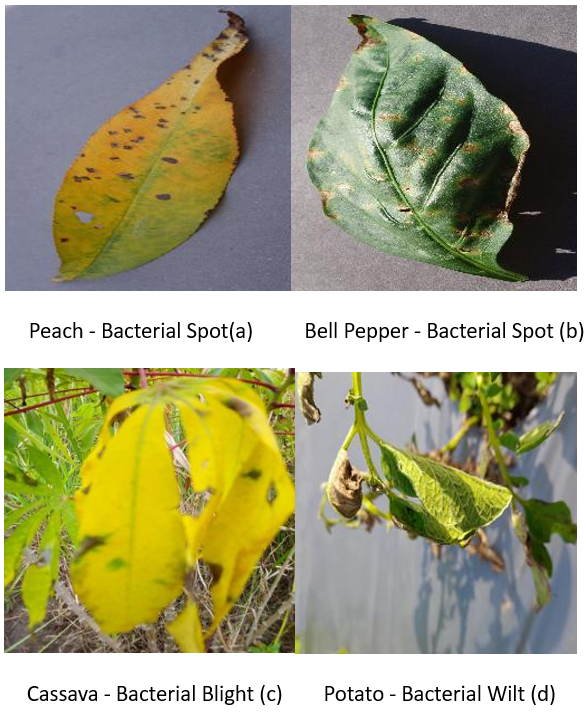 Peach - Bacterial Spot(a)
Bell Pepper - Bacterial Spot (b)
Cassava - Bacterial Blight (c)
Potato - Bacterial Wilt (d)